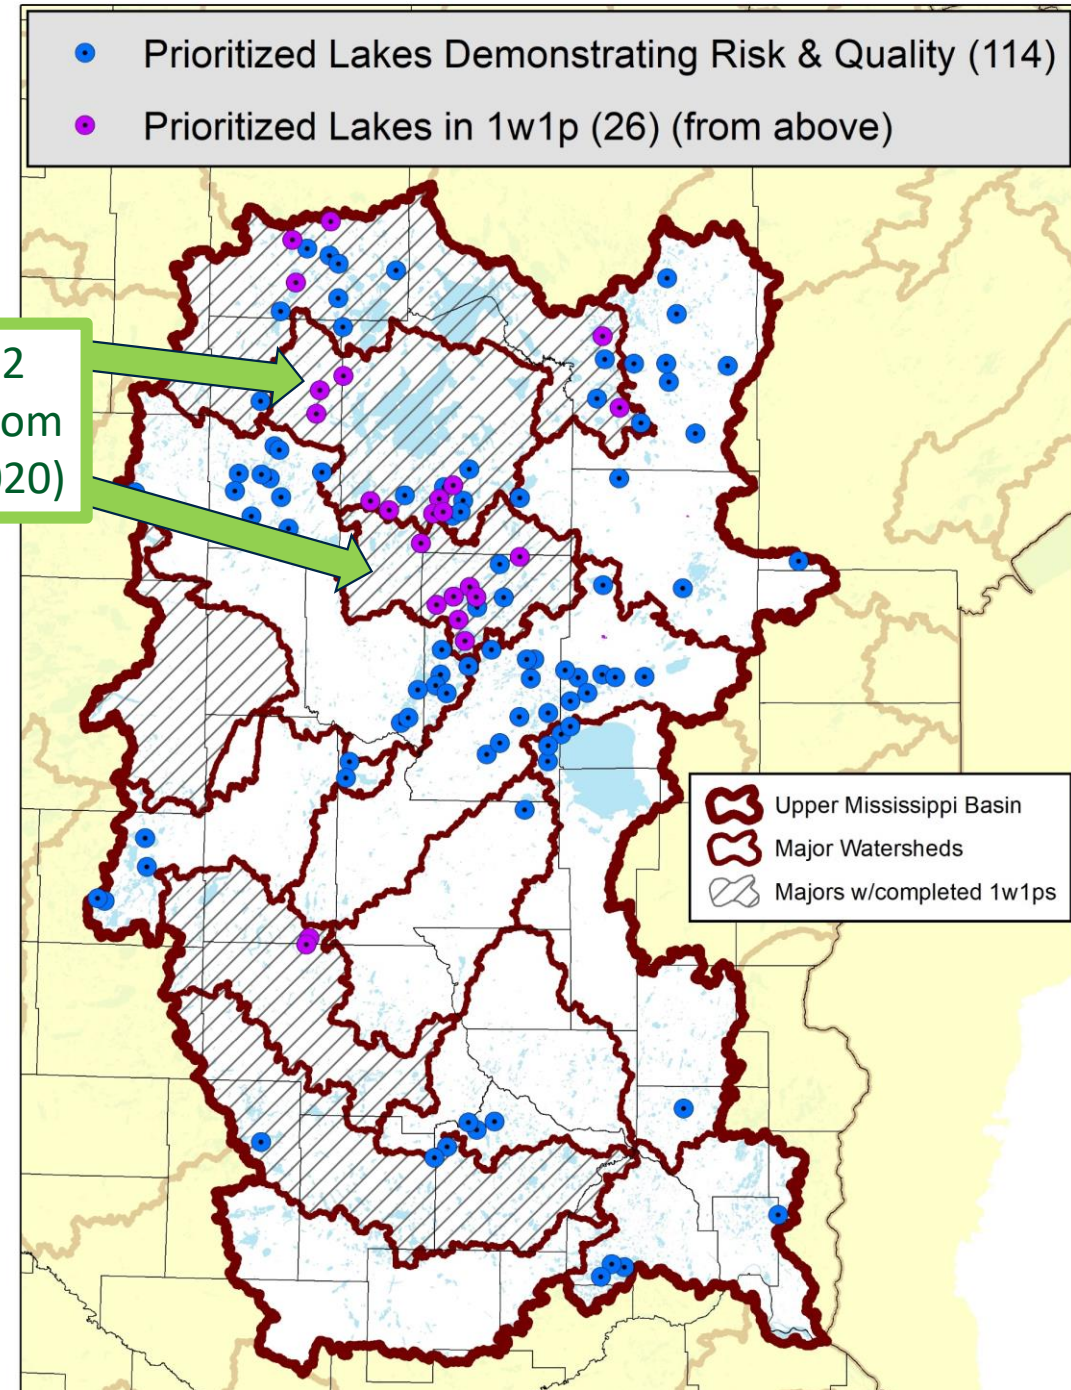 Prioritized Lakes Demonstrating Risk & Quality (114)
Prioritized Lakes in 1w1p (26) (from above)
2
om
20)
Upper Mississippi Basin
Major Watersheds
Majors w/completed 1w1ps